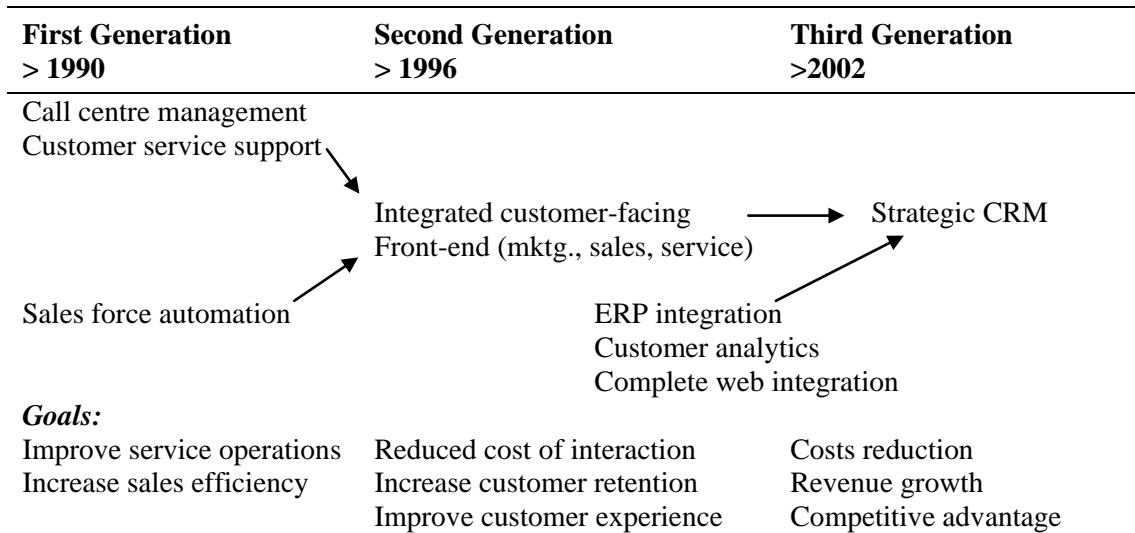 First Generation Second Generation Third Generation
> 1990 > 1996 >2002
Call centre management
Customer service support
Integrated customer-facing Strategic CRM
Front-end (mktg., sales, service)
Sales force automation ERP integration
Customer analytics
Complete web integration
Goals:
Improve service operations Reduced cost of interaction Costs reduction
Increase sales efficiency Increase customer retention Revenue growth
Improve customer experience Competitive advantage